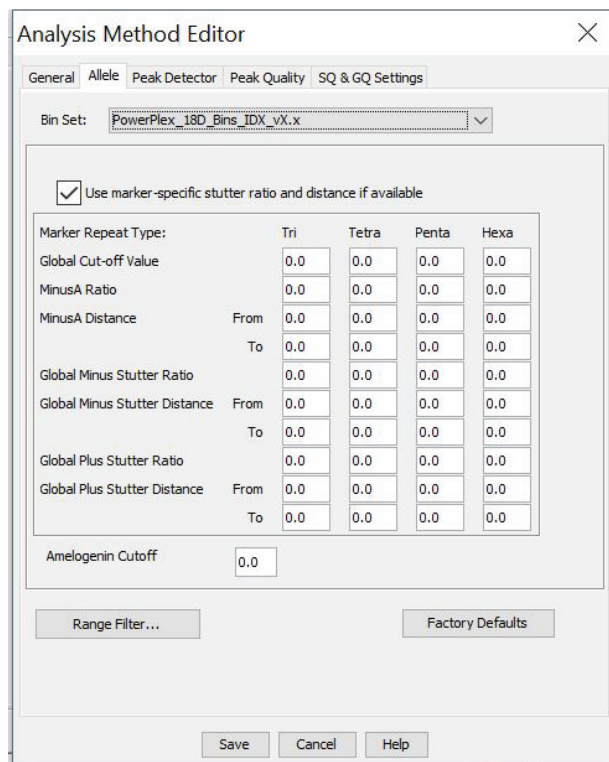 Analysis Method Editor
General Allele Peak Detector Peak Quality SQ & GQ Settings
Bin Set: PowerPlex_18D_Bins_IDX_vX.x
Use marker-specific stutter ratio and distance if available
Marker Repeat Type: Tri Tetra Penta Hexa
Global Cut-off Value 0.0 0.0 0.0 0.0
MinusA Ratio 0.0 0.0 0.0 0.0
MinusA Distance From 0.0 0.0 0.0 0.0
To 0.0 0.0 0.0 0.0
Global Minus Stutter Ratio 0.0 0.0 0.0 0.0
Global Minus Stutter Distance From 0.0 0.0 0.0 0.0
To 0.0 0.0 0.0 0.0
Global Plus Stutter Ratio 0.0 0.0 0.0 0.0
Global Plus Stutter Distance From 0.0 0.0 0.0 0.0
To 0.0 0.0 0.0 0.0
Amelogenin Cutoff 0.0
Range Filter... Factory Defaults
Save Cancel Help